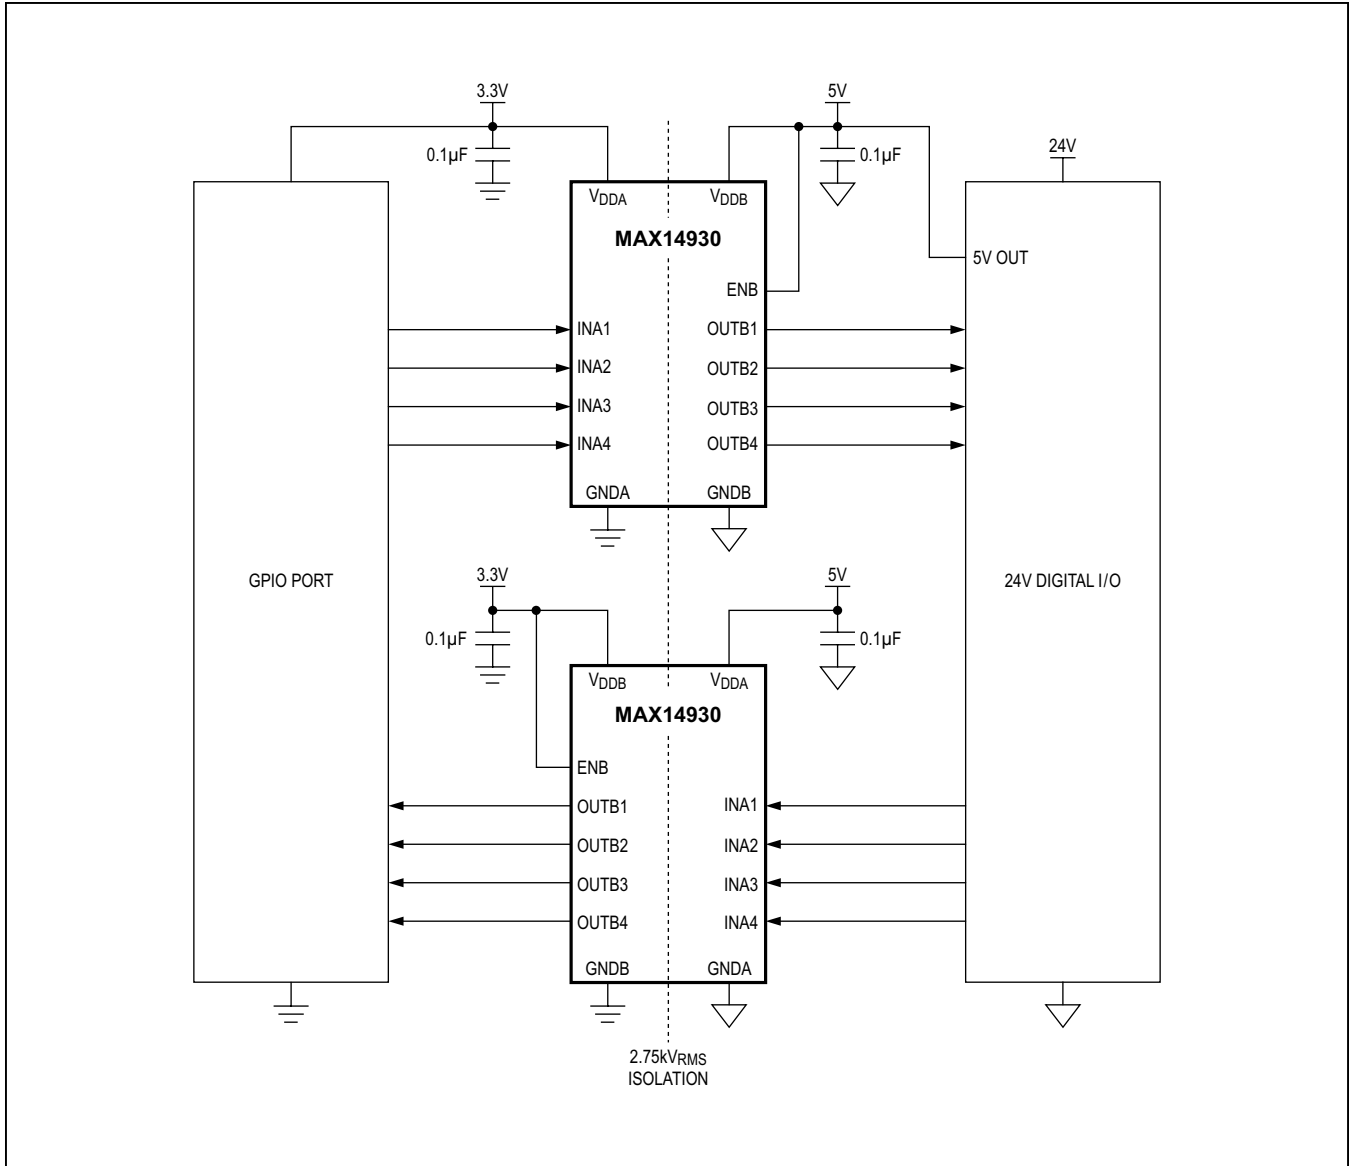 3.3V
5V
0.1µF
0.1µF
24V
VDDA
VDDB
MAX14930
5V OUT
ENB
INA1
OUTB1
INA2
OUTB2
INA3
OUTB3
INA4
OUTB4
GNDA
GNDB
GPIO PORT
3.3V
5V
24V DIGITAL I/O
0.1µF
0.1µF
VDDB
VDDA
MAX14930
ENB
OUTB1
INA1
OUTB2
INA2
OUTB3
INA3
OUTB4
INA4
GNDB
GNDA
2.75kVRMS
ISOLATION